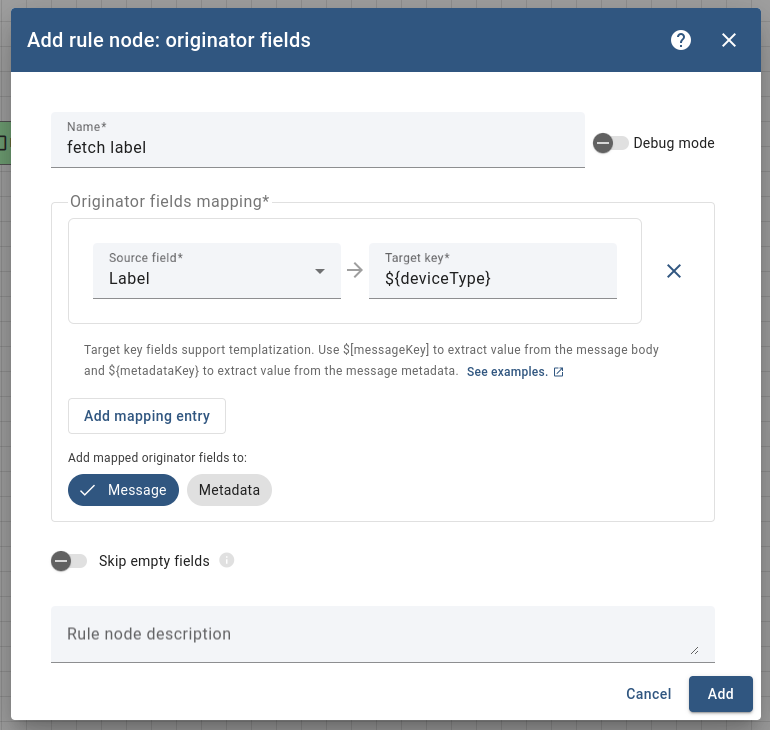 Add rule node: originator fields
Name*
fetch label
Debug mode
Originator fields mapping*
Source field*
Label
Target key*
${deviceType}
Target key fields support templatization. Use $[messageKey] to extract value from the message body
and ${metadataKey} to extract value from the message metadata. See examples.
Add mapping entry
Add mapped originator fields to:
Message
Metadata
Skip empty fields
Rule node description
Cancel
Add